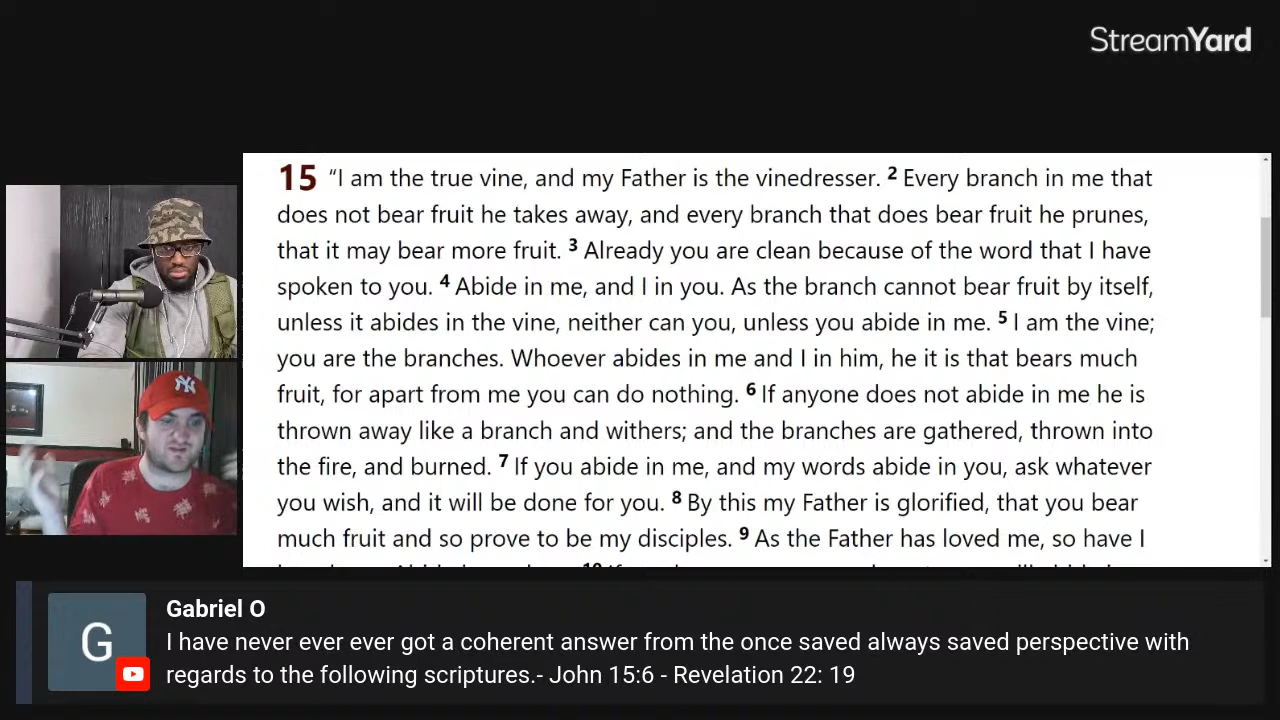 StreamYard
15 “I am the true vine, and my Father is the vinedresser. 2 Every branch in me that
does not bear fruit he takes away, and every branch that does bear fruit he prunes,
that it may bear more fruit. 3 Already you are clean because of the word that I have
spoken to you. 4 Abide in me, and I in you. As the branch cannot bear fruit by itself,
unless it abides in the vine, neither can you, unless you abide in me. 5 I am the vine;
you are the branches. Whoever abides in me and I in him, he it is that bears much
fruit, for apart from me you can do nothing. 6 If anyone does not abide in me he is
thrown away like a branch and withers; and the branches are gathered, thrown into
the fire, and burned. 7 If you abide in me, and my words abide in you, ask whatever
you wish, and it will be done for you. 8 By this my Father is glorified, that you bear
much fruit and so prove to be my disciples. 9 As the Father has loved me, so have I
G
Gabriel O
I have never ever ever got a coherent answer from the once saved always saved perspective with
regards to the following scriptures.- John 15:6 - Revelation 22: 19